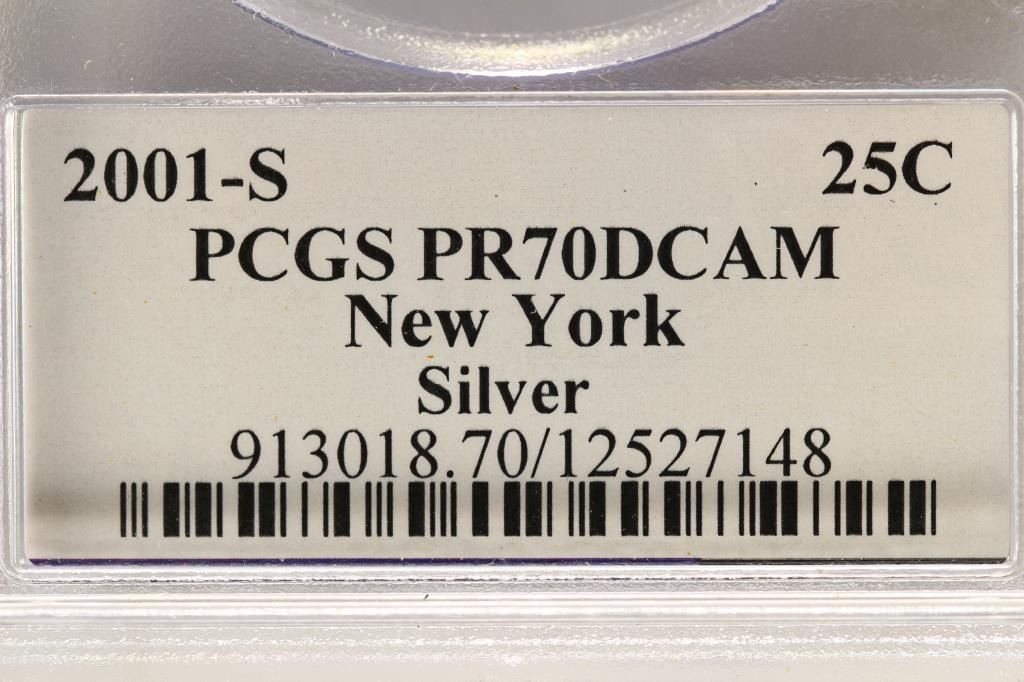 2001-S 25C
PCGS PR70DCAM
New York
Silver
913018.70/12527148